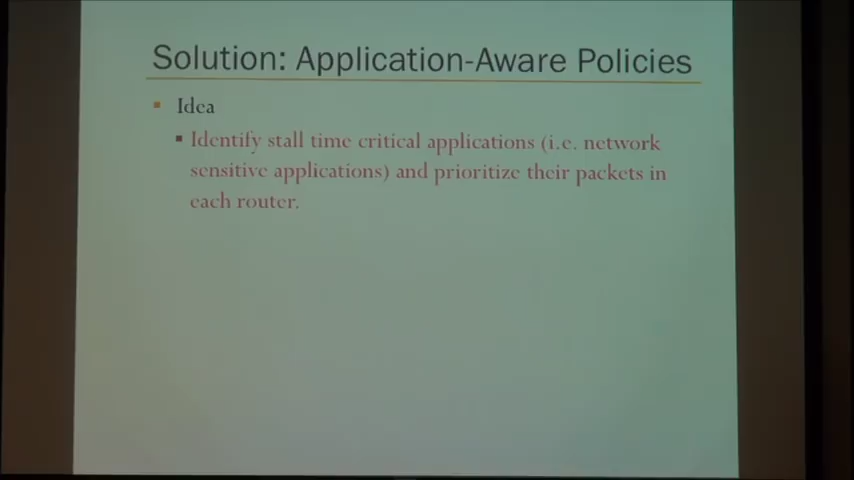 Solution: Application-Aware Policies
Idea
Identify stall time critical applications (i.e. network
sensitive applications) and prioritize their packets in
each router.